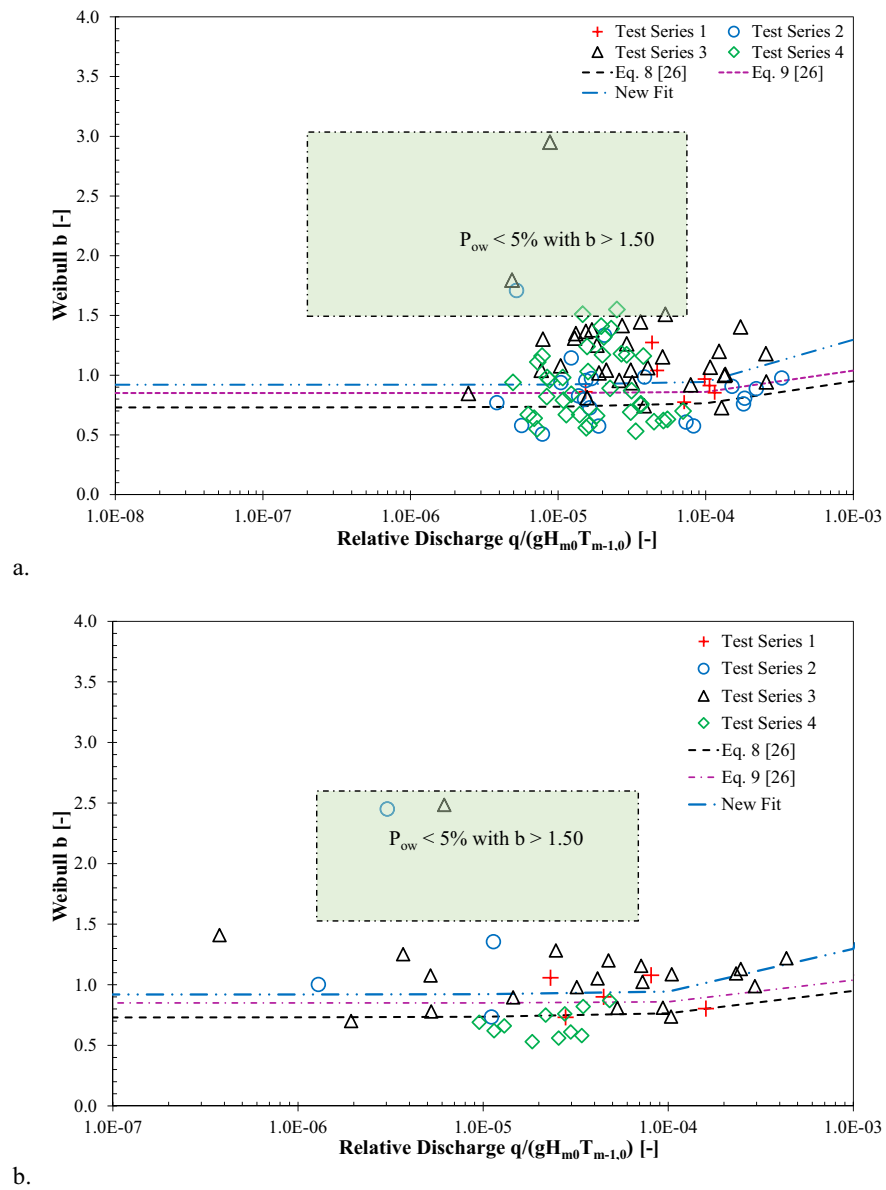 4.0
3.5
3.0
2.5
2.0
1.5
1.0
0.5
0.0
Weibull b [-]
+ Test Series 1
Test Series 2
Test Series 3
Test Series 4
Eq. 8 [26]
Eq. 9 [26]
New Fit
P_ow < 5% with b > 1.50
1.0E-08 1.0E-07 1.0E-06 1.0E-05 1.0E-04 1.0E-03
Relative Discharge q/(gH_m0T_m-1,0) [-]
a.
4.0
3.5
3.0
2.5
2.0
1.5
1.0
0.5
0.0
Weibull b [-]
Test Series 1
Test Series 2
Test Series 3
Test Series 4
Eq. 8 [26]
Eq. 9 [26]
New Fit
P_ow < 5% with b > 1.50
1.0E-07 1.0E-06 1.0E-05 1.0E-04 1.0E-03
Relative Discharge q/(gH_m0T_m-1,0) [-]
b.